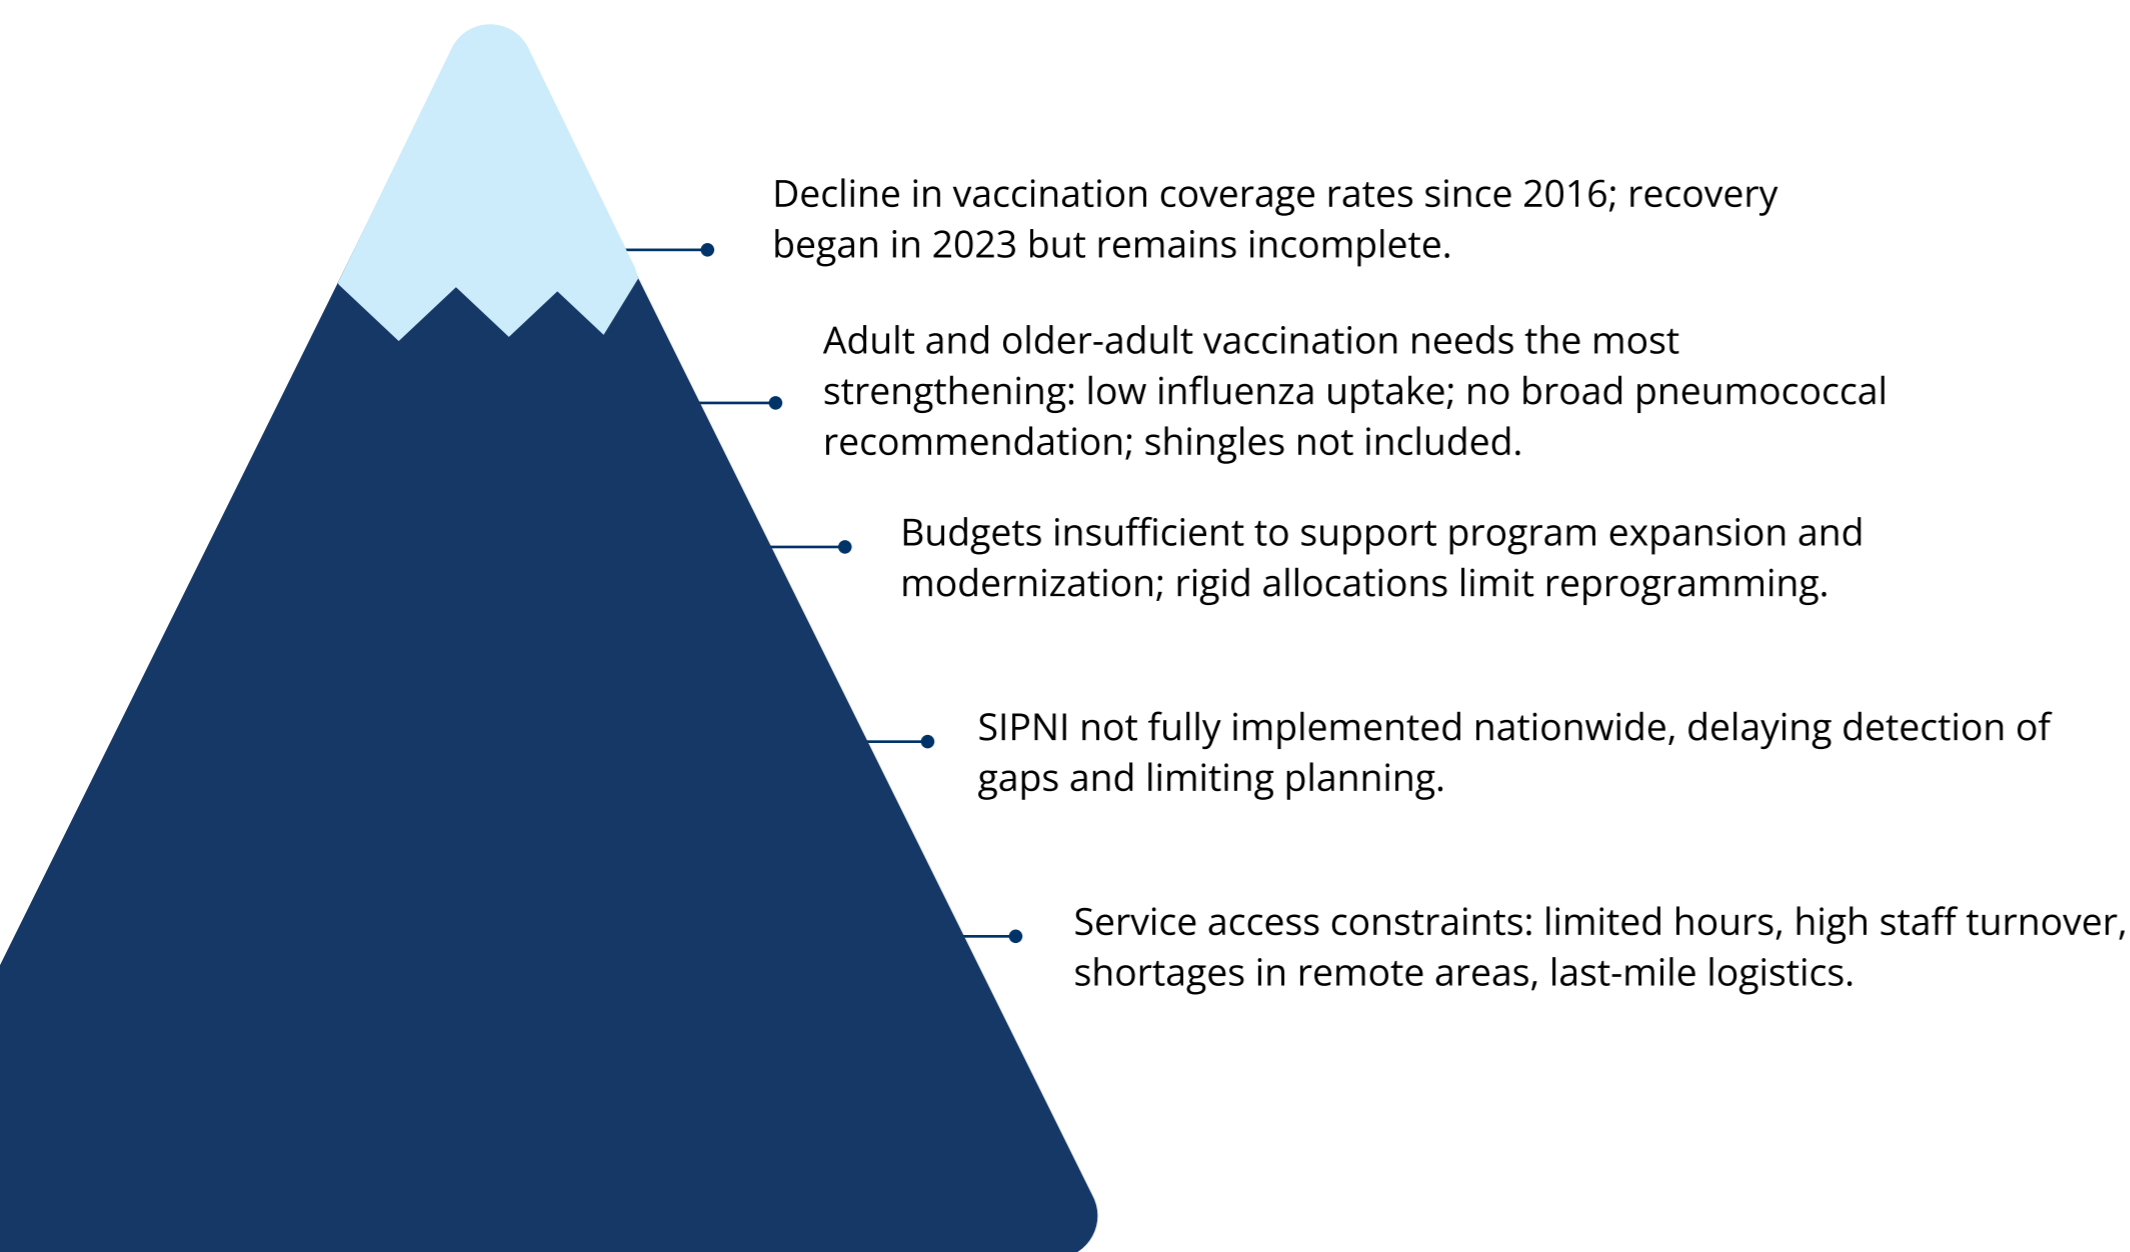 Decline in vaccination coverage rates since 2016; recovery
began in 2023 but remains incomplete.
Adult and older-adult vaccination needs the most
strengthening: low influenza uptake; no broad pneumococcal
recommendation; shingles not included.
Budgets insufficient to support program expansion and
modernization; rigid allocations limit reprogramming.
SIPNI not fully implemented nationwide, delaying detection of
gaps and limiting planning.
Service access constraints: limited hours, high staff turnover,
shortages in remote areas, last-mile logistics.